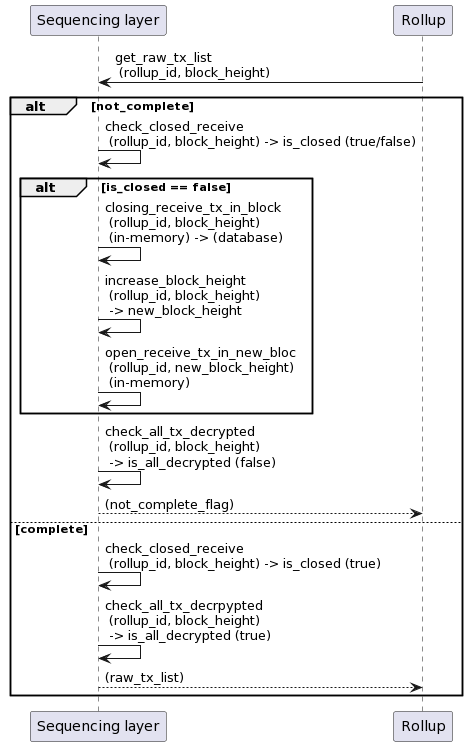 Sequencing layer
Rollup
get_raw_tx_list
(rollup_id, block_height)
alt
[not_complete]
check_closed_receive
(rollup_id, block_height) -> is_closed (true/false)
alt
[is_closed == false]
closing_receive_tx_in_block
(rollup_id, block_height)
(in-memory) -> (database)
increase_block_height
(rollup_id, block_height)
-> new_block_height
open_receive_tx_in_new_bloc
(rollup_id, new_block_height)
(in-memory)
check_all_tx_decrypted
(rollup_id, block_height)
-> is_all_decrypted (false)
(not_complete_flag)
[complete]
check_closed_receive
(rollup_id, block_height) -> is_closed (true)
check_all_tx_decrpypted
(rollup_id, block_height)
-> is_all_decrypted (true)
(raw_tx_list)
Sequencing layer
Rollup